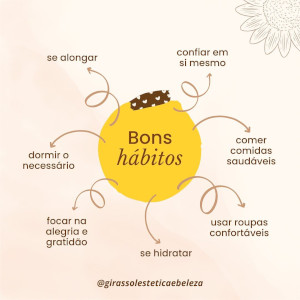 se alongar
confiar em
si mesmo
Bons
hábitos
dormir o
necessário
comer
comidas
saudáveis
focar na
alegria e
gratidão
usar roupas
confortáveis
se hidratar
@girassolesteticaebeleza